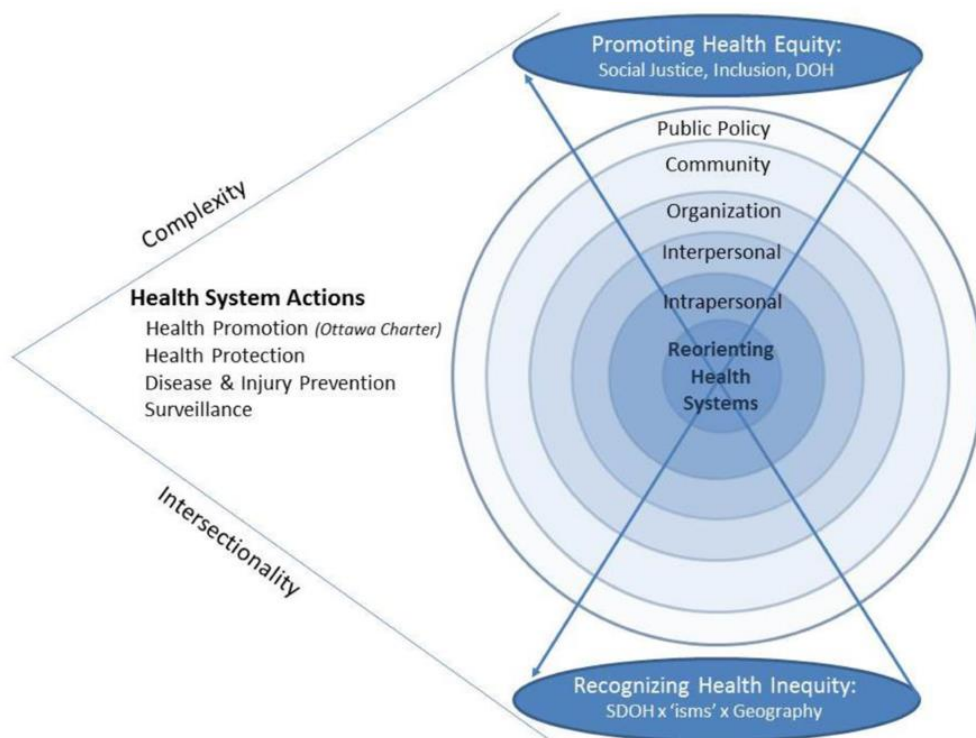 Promoting Health Equity:
Social Justice, Inclusion, DOH
Public Policy
Community
Organization
Interpersonal
Intrapersonal
Reorienting
Health
Systems
Complexity
Health System Actions
Health Promotion (Ottawa Charter)
Health Protection
Disease & Injury Prevention
Surveillance
Intersectionality
Recognizing Health Inequity:
SDOH x ‘isms’ x Geography